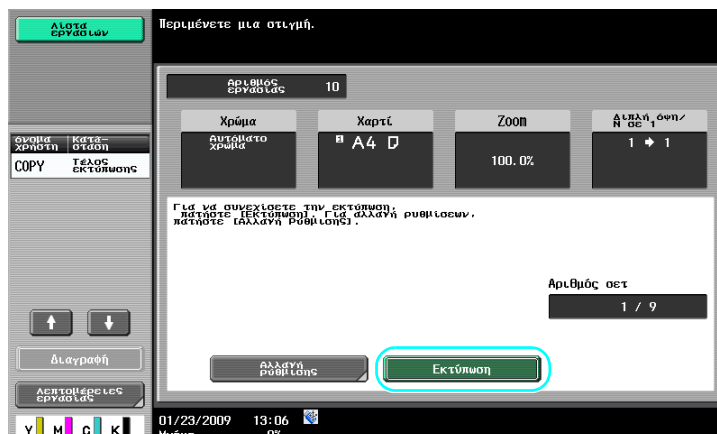 Λίστα
εργασιών
Περιμένετε μια στιγμή.
Αριθμός
εργασίας
10
Χρώμα
Χαρτί
Zoom
Διπλή όψη/
N σε 1
Αυτόματο
χρώμα
A4
100.0%
1 → 1
όνομα
χρήστη
Κατά-
σταση
COPY
Τέλος
εκτύπωσης
Για να συνεχίσετε την εκτύπωση,
πατήστε [Εκτύπωση]. Για αλλαγή ρυθμίσεων,
πατήστε [Αλλαγή Ρύθμισης].
Αριθμός σετ
1 / 9
Διαγραφή
Αλλαγή
ρύθμισης
Εκτύπωση
Λεπτομέρειες
εργασίας
Y M C K
01/23/2009 13:06
Μνήμη 0%